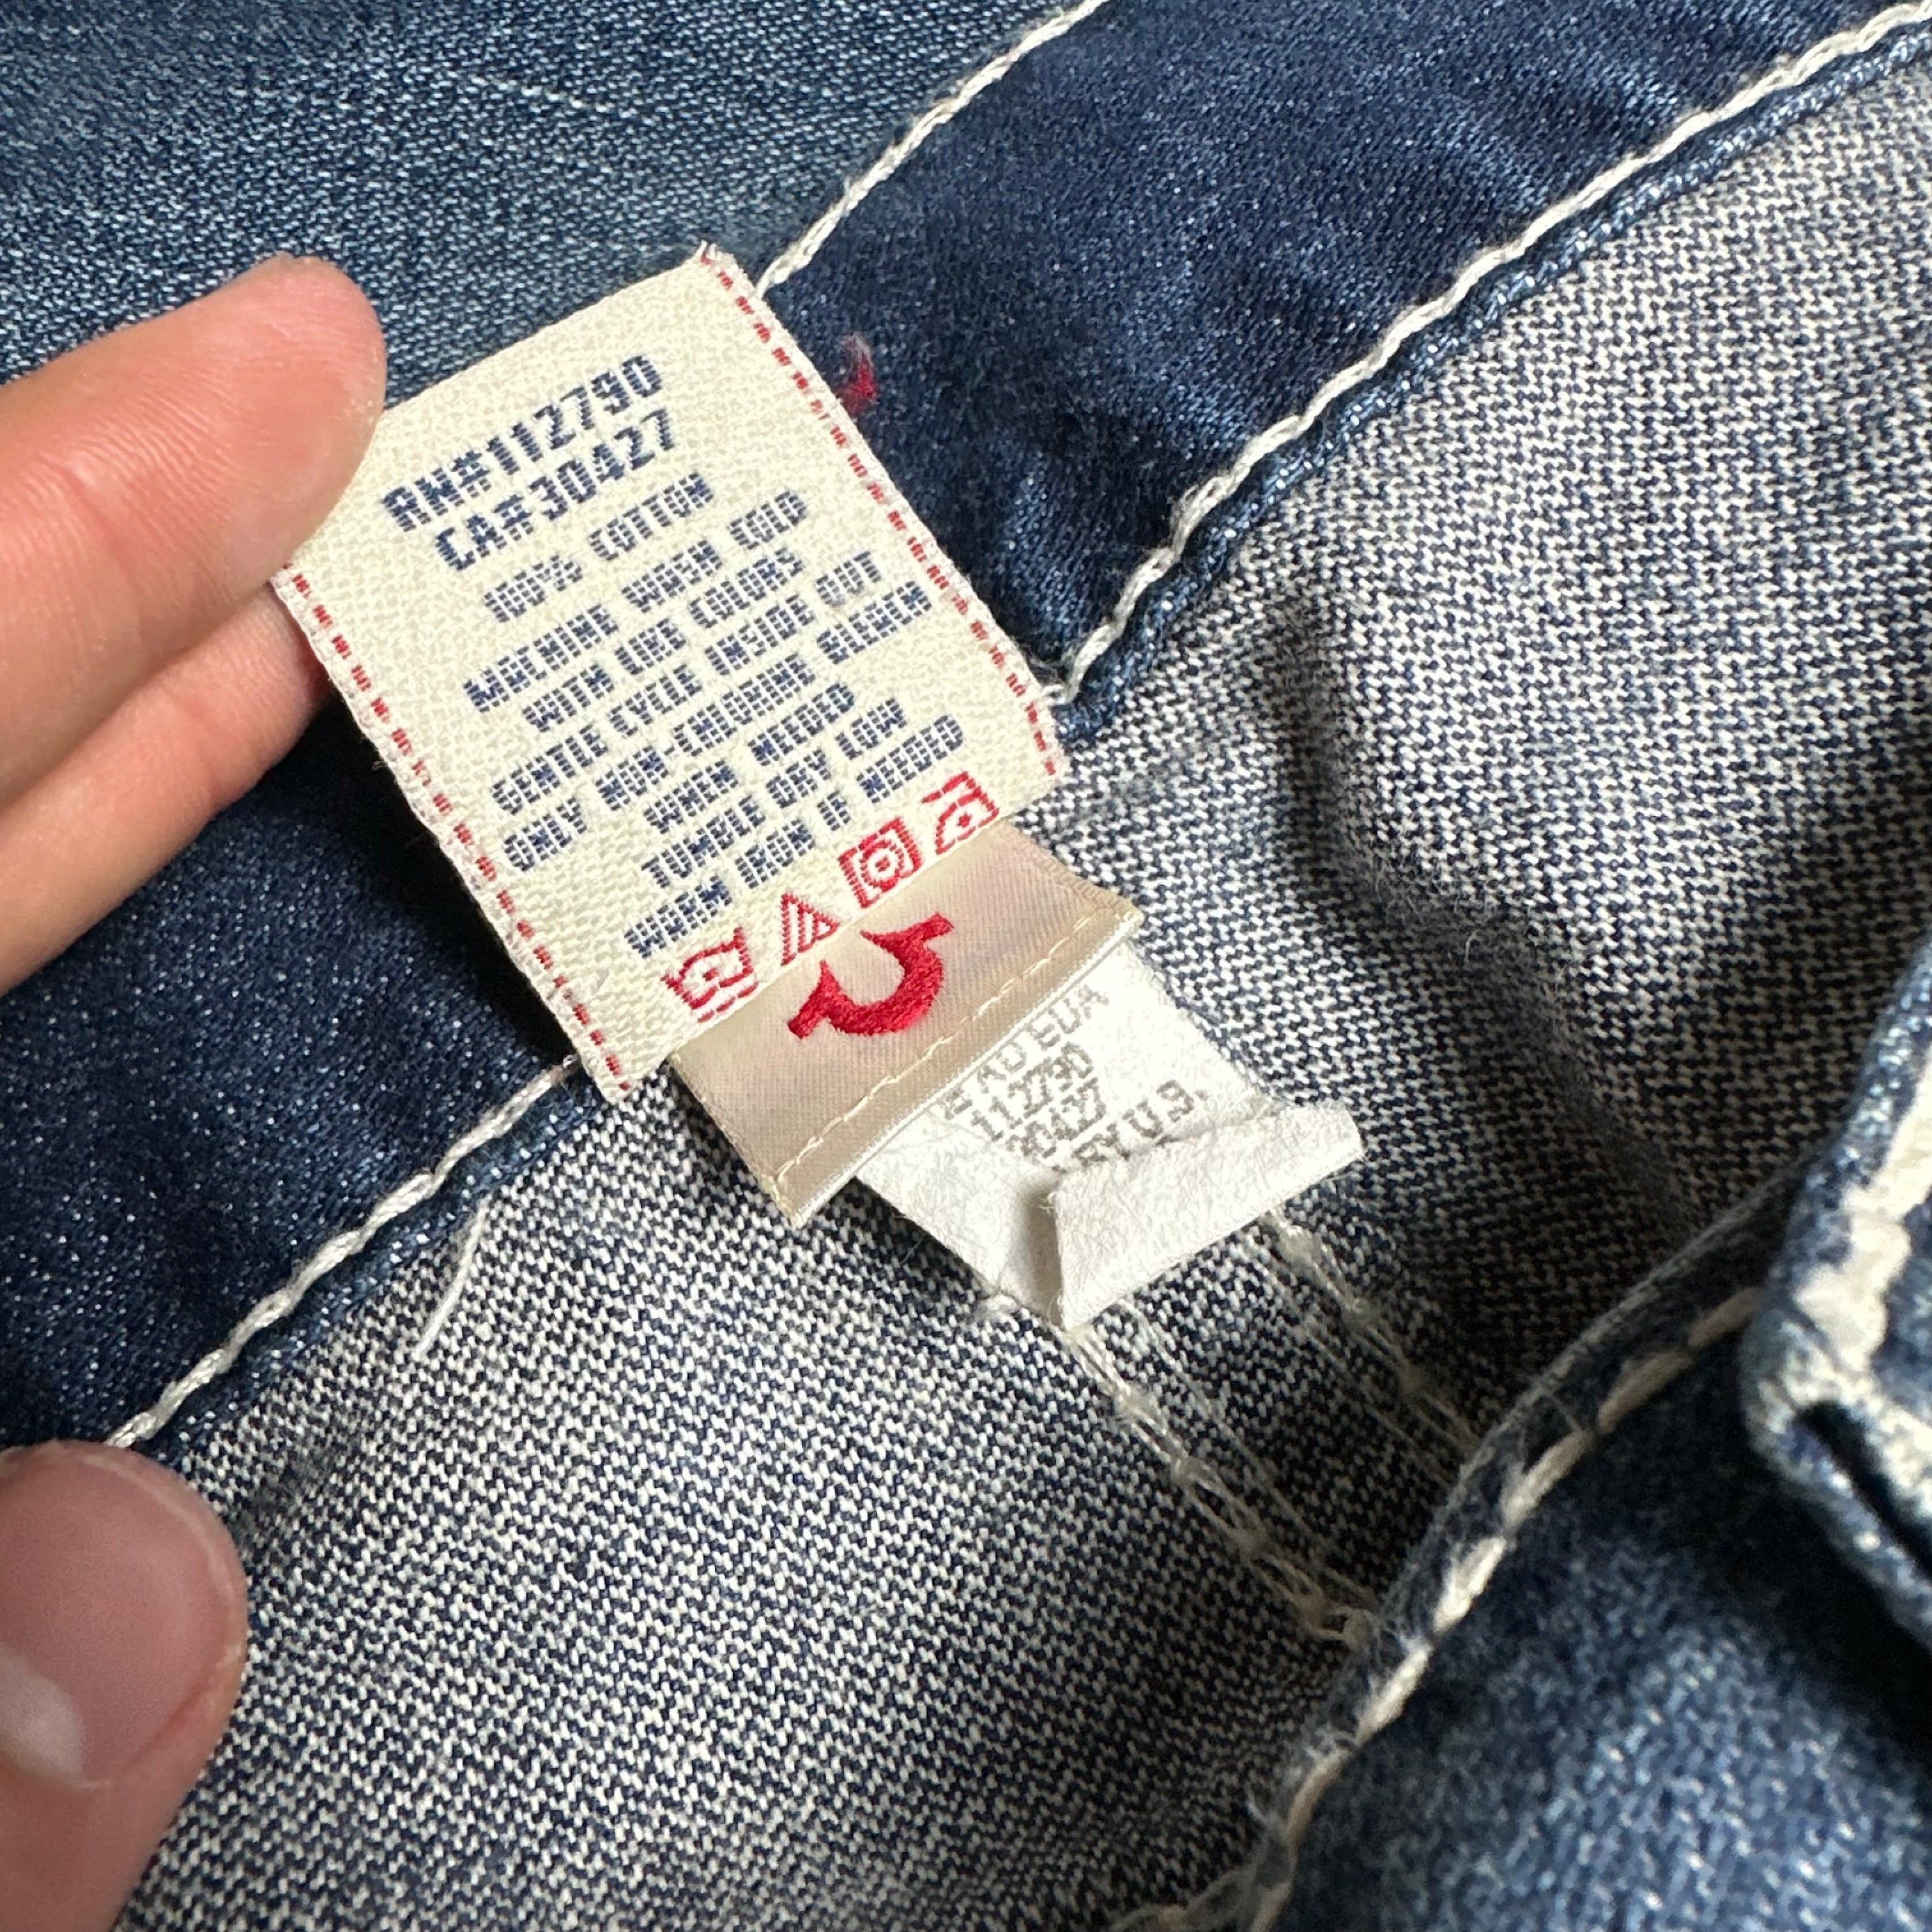 RN#112790
CA#30427
100% COTTON
MACHINE WASH COLD
WITH LIKE COLORS
GENTLE CYCLE INSIDE OUT
ONLY NON-CHLORINE BLEACH
WHEN NEEDED
TUMBLE DRY LOW
WARM IRON IF NEEDED
112790
30427
BY U.S.